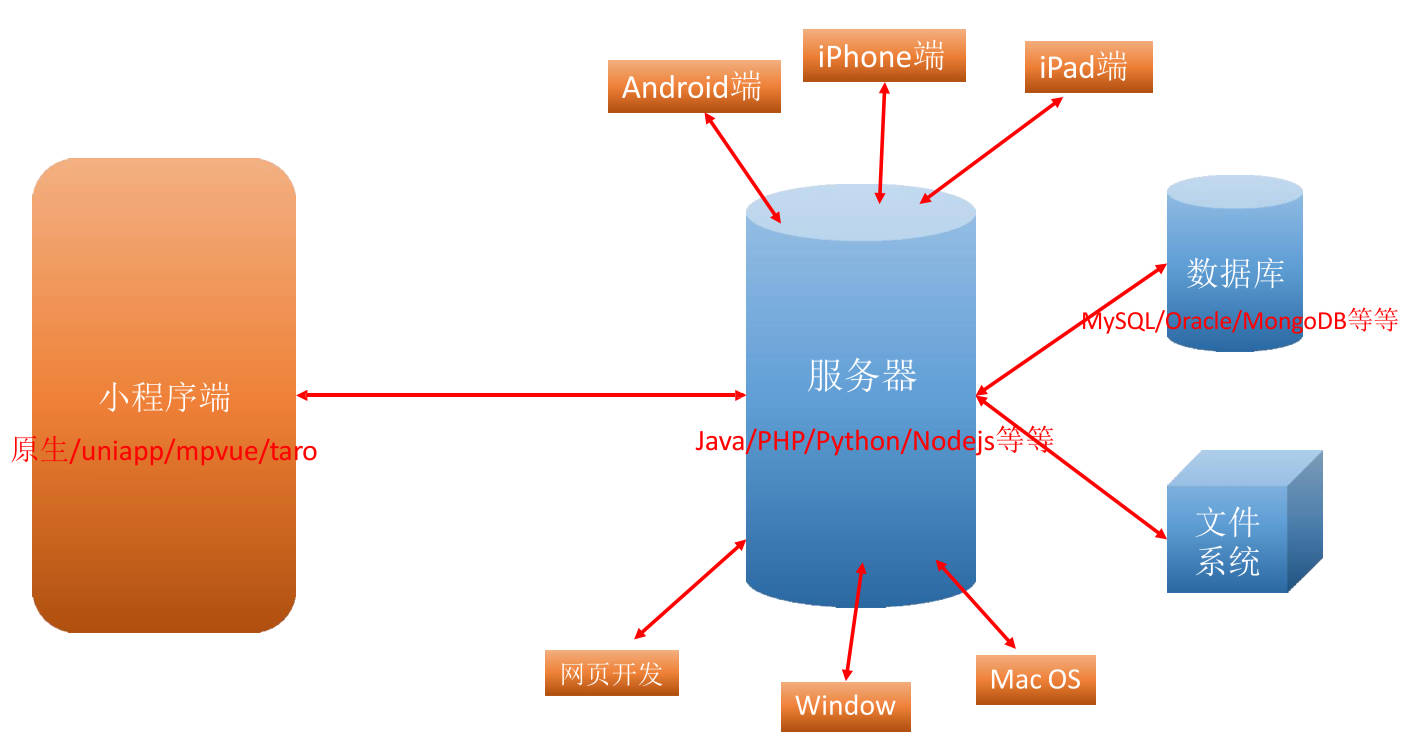 iPhone端
iPad端
Android端
数据库
MySQL/Oracle/MongoDB等等
服务器
Java/PHP/Python/Nodejs等等
小程序端
原生/uniapp/mpvue/taro
文件
系统
网页开发
Window
Mac OS